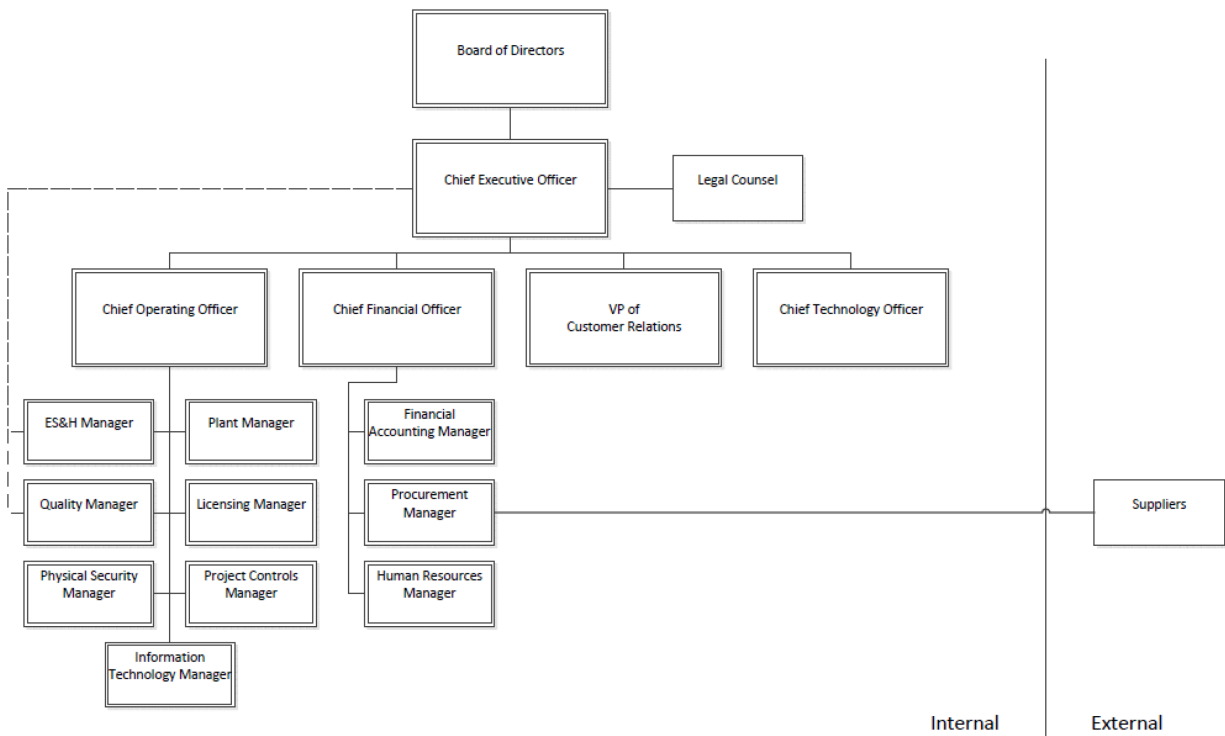 Board of Directors
Chief Executive Officer
Legal Counsel
Chief Operating Officer
Chief Financial Officer
VP of
Customer Relations
Chief Technology Officer
ES&H Manager
Plant Manager
Financial
Accounting Manager
Quality Manager
Licensing Manager
Procurement
Manager
Suppliers
Physical Security
Manager
Project Controls
Manager
Human Resources
Manager
Information
Technology Manager
Internal
External